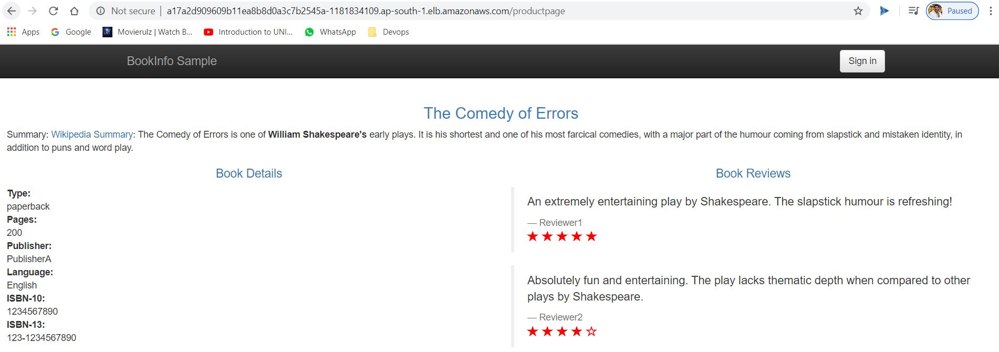 Not secure | a17a2d909609b11ea8b8d0a3c7b2545a-1181834109.ap-south-1.elb.amazonaws.com/productpage
Paused
Apps Google Movierulz | Watch B... Introduction to UNI... WhatsApp Devops
BookInfo Sample
Sign in
The Comedy of Errors
Summary: Wikipedia Summary: The Comedy of Errors is one of William Shakespeare's early plays. It is his shortest and one of his most farcical comedies, with a major part of the humour coming from slapstick and mistaken identity, in
addition to puns and word play.
Book Details
Type:
paperback
Pages:
200
Publisher:
PublisherA
Language:
English
ISBN-10:
1234567890
ISBN-13:
123-1234567890
Book Reviews
An extremely entertaining play by Shakespeare. The slapstick humour is refreshing!
— Reviewer1
★ ★ ★ ★ ★
Absolutely fun and entertaining. The play lacks thematic depth when compared to other
plays by Shakespeare.
— Reviewer2
★ ★ ★ ★ ☆